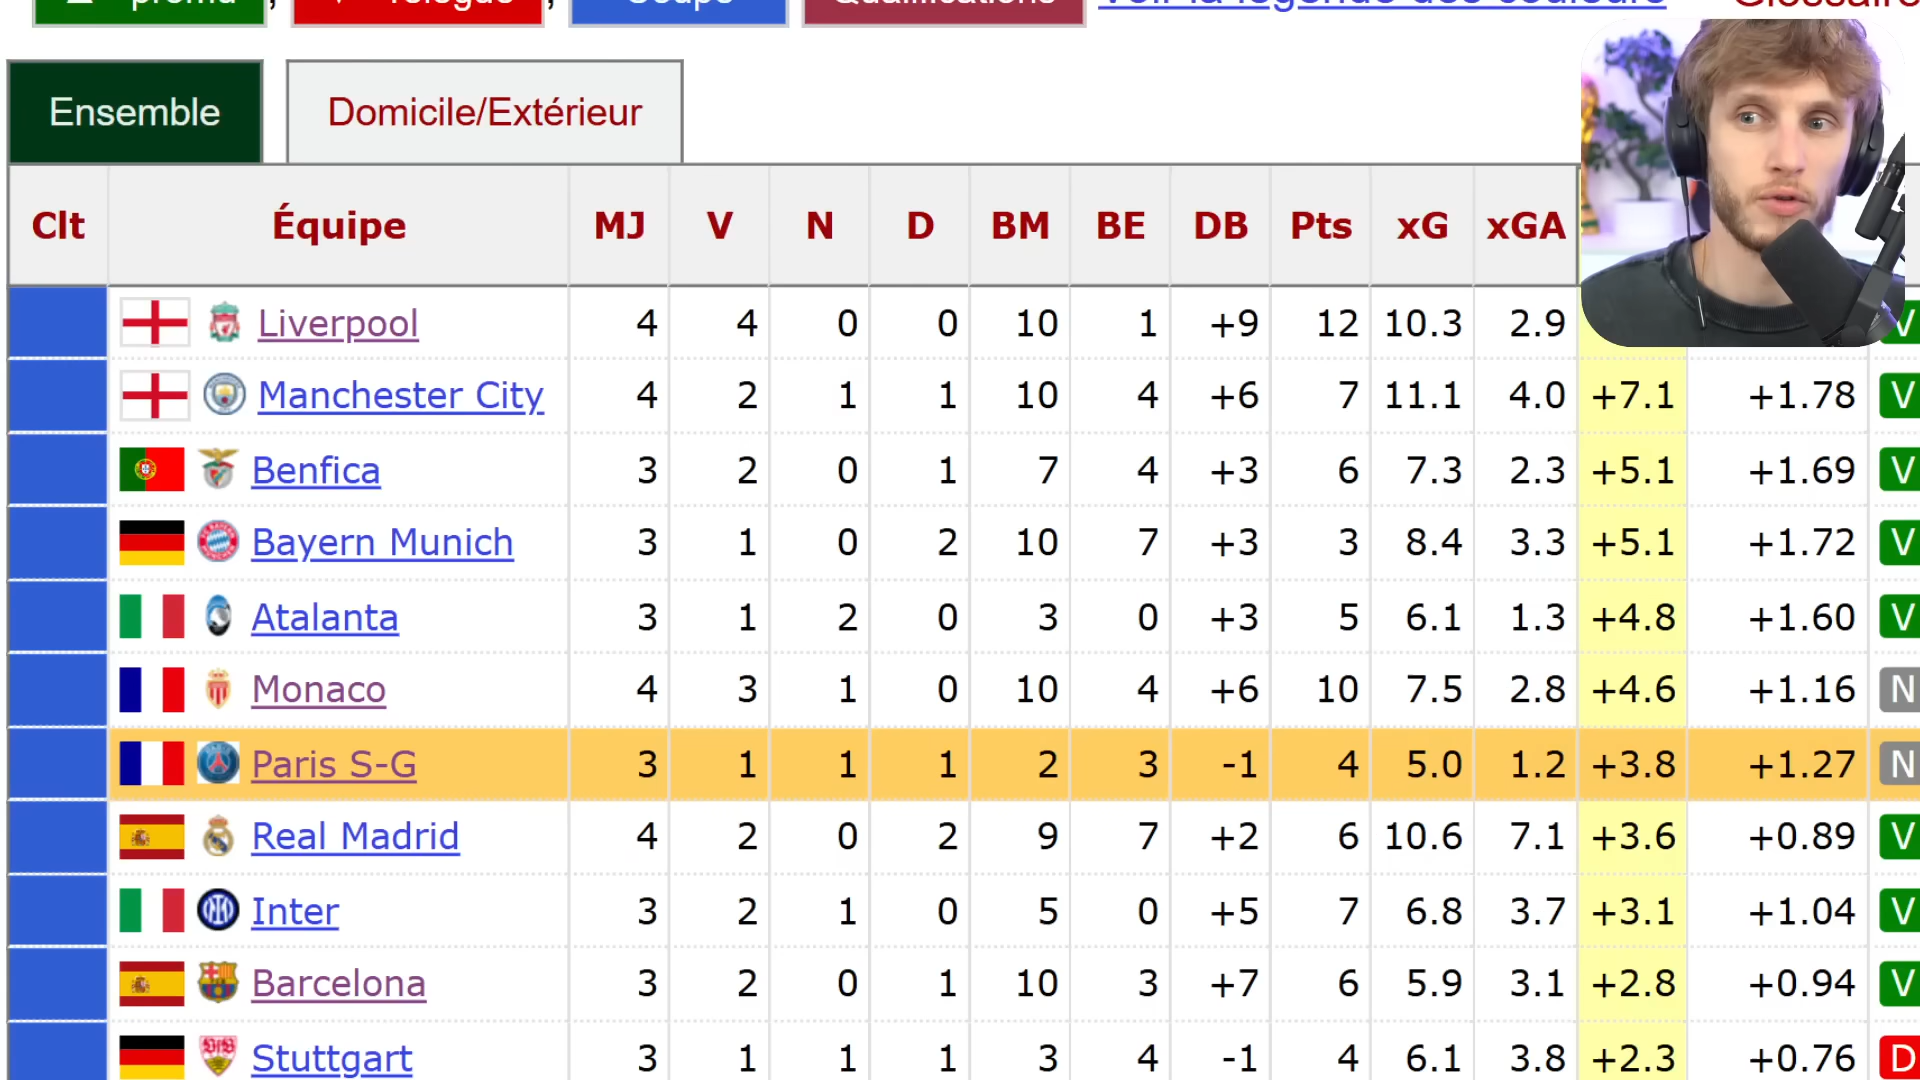 promu
relégué
Coupe
Qualifications
Voir la légende des couleurs
Glossaire
Ensemble
Domicile/Extérieur
Clt Équipe MJ V N D BM BE DB Pts xG xGA
Liverpool 4 4 0 0 10 1 +9 12 10.3 2.9 V
Manchester City 4 2 1 1 10 4 +6 7 11.1 4.0 +7.1 +1.78 V
Benfica 3 2 0 1 7 4 +3 6 7.3 2.3 +5.1 +1.69 V
Bayern Munich 3 1 0 2 10 7 +3 3 8.4 3.3 +5.1 +1.72 V
Atalanta 3 1 2 0 3 0 +3 5 6.1 1.3 +4.8 +1.60 V
Monaco 4 3 1 0 10 4 +6 10 7.5 2.8 +4.6 +1.16 N
Paris S-G 3 1 1 1 2 3 -1 4 5.0 1.2 +3.8 +1.27 N
Real Madrid 4 2 0 2 9 7 +2 6 10.6 7.1 +3.6 +0.89 V
Inter 3 2 1 0 5 0 +5 7 6.8 3.7 +3.1 +1.04 V
Barcelona 3 2 0 1 10 3 +7 6 5.9 3.1 +2.8 +0.94 V
Stuttgart 3 1 1 1 3 4 -1 4 6.1 3.8 +2.3 +0.76 D